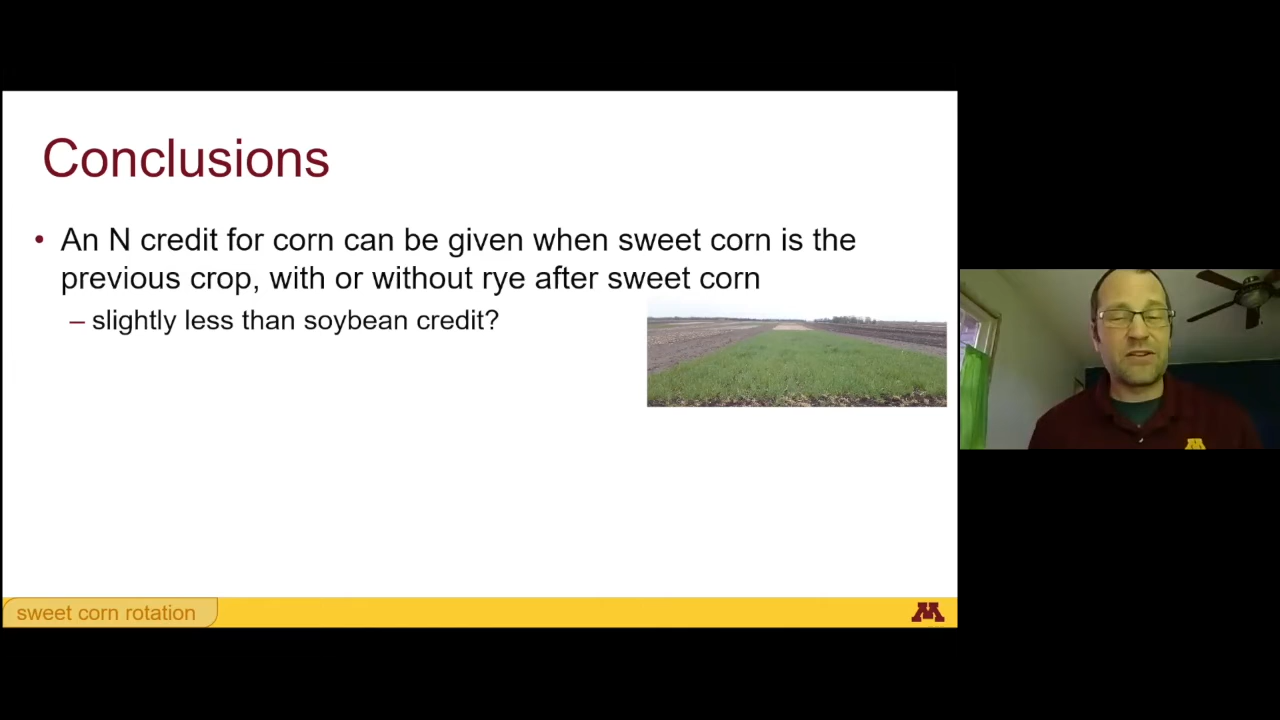 Conclusions
• An N credit for corn can be given when sweet corn is the
previous crop, with or without rye after sweet corn
– slightly less than soybean credit?
sweet corn rotation
M